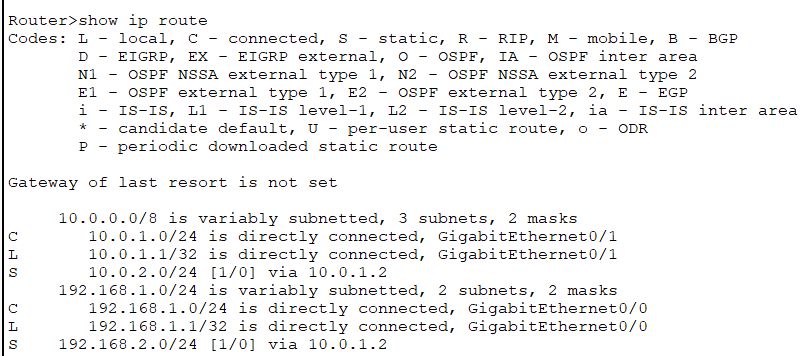 Router>show ip route
Codes: L - local, C - connected, S - static, R - RIP, M - mobile, B - BGP
       D - EIGRP, EX - EIGRP external, O - OSPF, IA - OSPF inter area
       N1 - OSPF NSSA external type 1, N2 - OSPF NSSA external type 2
       E1 - OSPF external type 1, E2 - OSPF external type 2, E - EGP
       i - IS-IS, L1 - IS-IS level-1, L2 - IS-IS level-2, ia - IS-IS inter area
       * - candidate default, U - per-user static route, o - ODR
       P - periodic downloaded static route

Gateway of last resort is not set

     10.0.0.0/8 is variably subnetted, 3 subnets, 2 masks
C       10.0.1.0/24 is directly connected, GigabitEthernet0/1
L       10.0.1.1/32 is directly connected, GigabitEthernet0/1
S       10.0.2.0/24 [1/0] via 10.0.1.2
     192.168.1.0/24 is variably subnetted, 2 subnets, 2 masks
C       192.168.1.0/24 is directly connected, GigabitEthernet0/0
L       192.168.1.1/32 is directly connected, GigabitEthernet0/0
S    192.168.2.0/24 [1/0] via 10.0.1.2